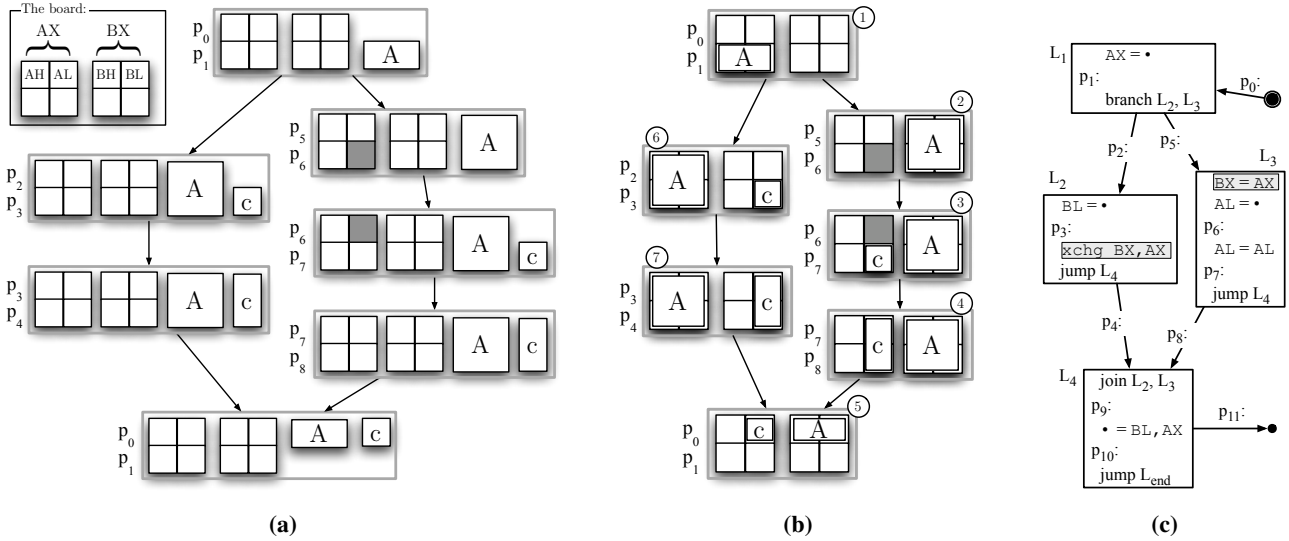 The board:
AX BX
AH AL BH BL
p0
p1
A
p5
p6
A
p2
p3
A
c
p6
p7
A
c
p3
p4
A
c
p7
p8
A
c
p0
p1
A
c
(a)
1
p0
p1
A
2
p5
p6
A
6
p2
p3
A
c
3
p6
p7
c
A
7
p3
p4
A
c
4
p7
p8
c
A
5
p0
p1
c
A
(b)
L1
AX = •
p1:
branch L2, L3
p0:
p2:
p5:
L2
BL = •
p3:
xchg BX, AX
jump L4
L3
BX = AX
AL = •
p6:
AL = AL
p7:
jump L4
p4:
p8:
L4
join L2, L3
p9:
• = BL, AX
p10:
jump Lend
p11:
(c)